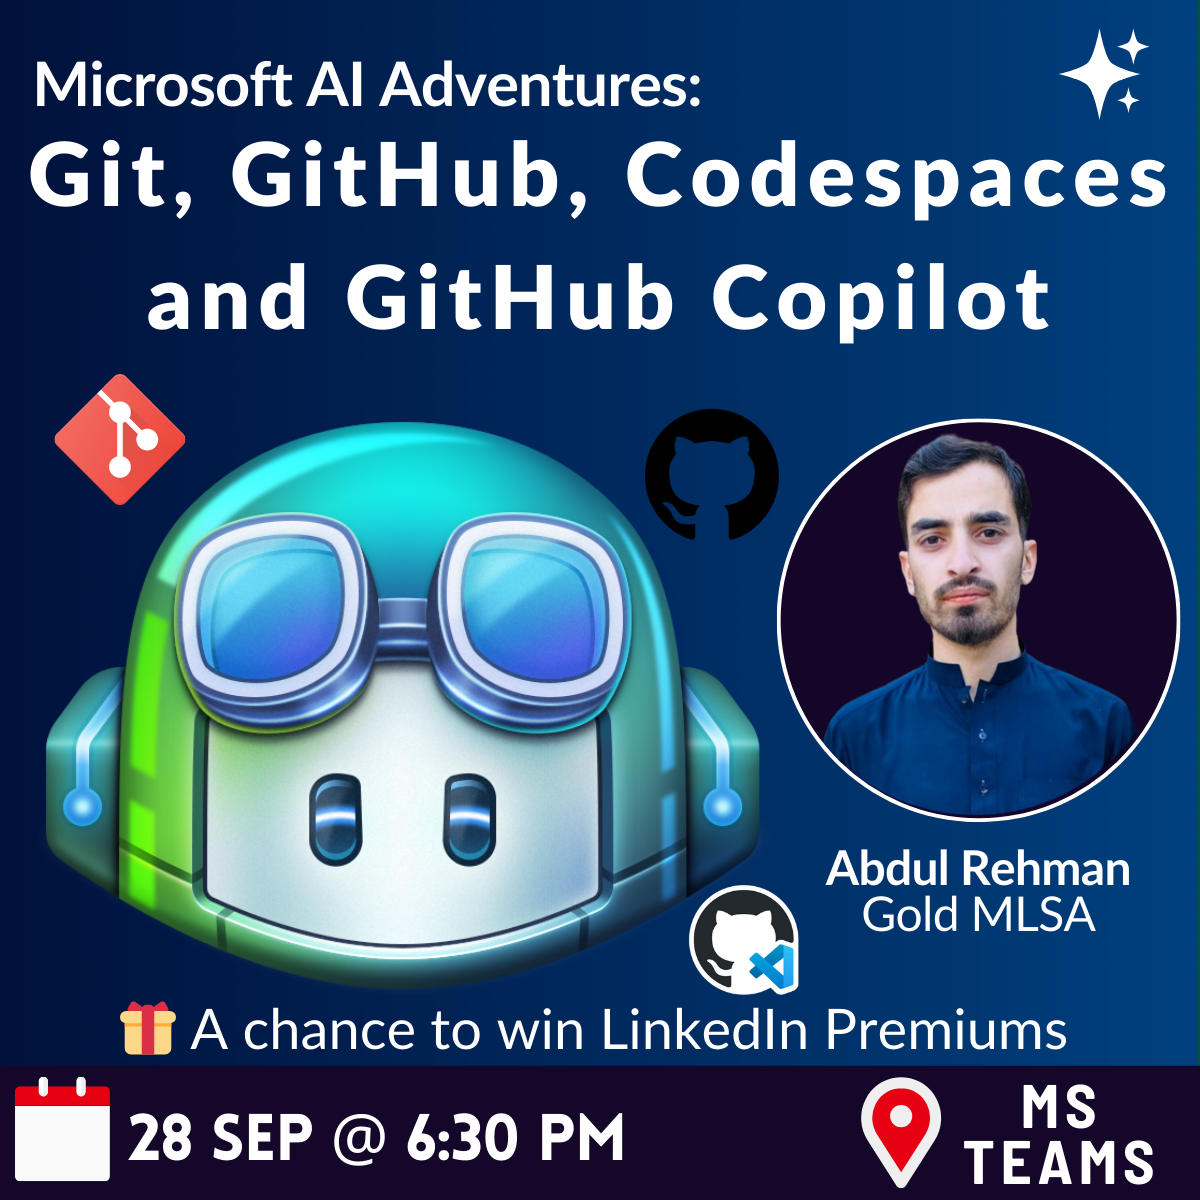 Microsoft AI Adventures:
Git, GitHub, Codespaces
and GitHub Copilot
Abdul Rehman
Gold MLSA
A chance to win LinkedIn Premiums
28 SEP @ 6:30 PM
MS
TEAMS